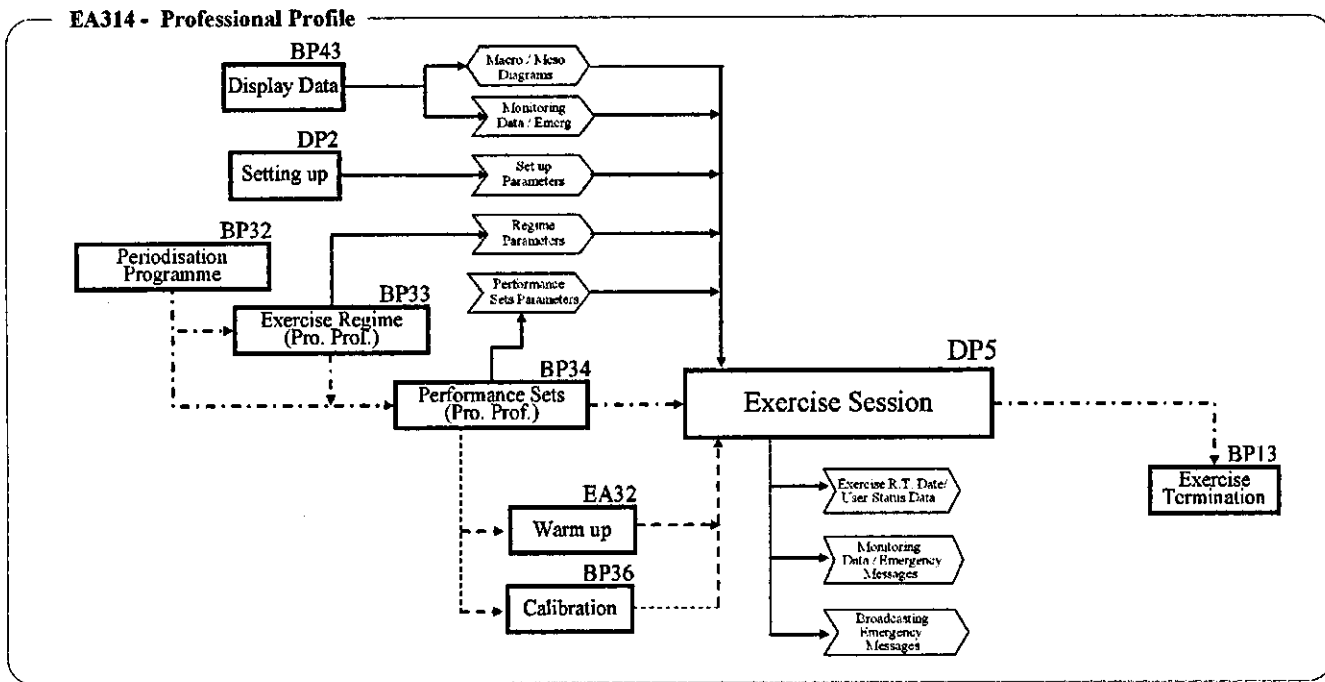 EA314 - Professional Profile
BP43
Display Data
Macro / Meso
Diagrams
Monitoring
Data / Emerg
DP2
Setting up
Set up
Parameters
BP32
Periodisation
Programme
Regime
Parameters
BP33
Exercise Regime
(Pro. Prof.)
Performance
Sets Parameters
BP34
Performance Sets
(Pro. Prof.)
DP5
Exercise Session
BP13
Exercise
Termination
EA32
Warm up
BP36
Calibration
Exercise R.T. Date/
User Status Data
Monitoring
Data / Emergency
Messages
Broadcasting
Emergency
Messages